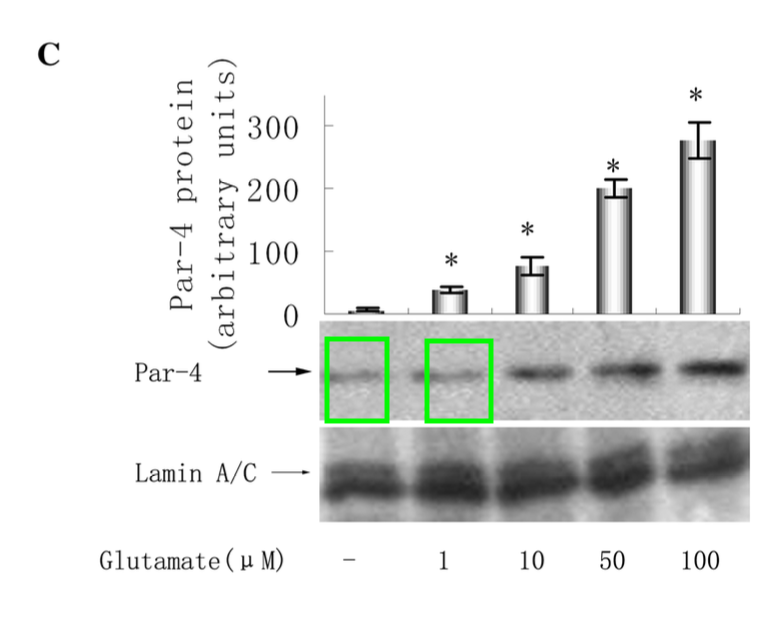 C
Par-4 protein
(arbitrary units)
300
200
100
0
*
*
*
*
Par-4
Lamin A/C
Glutamate(μM) - 1 10 50 100